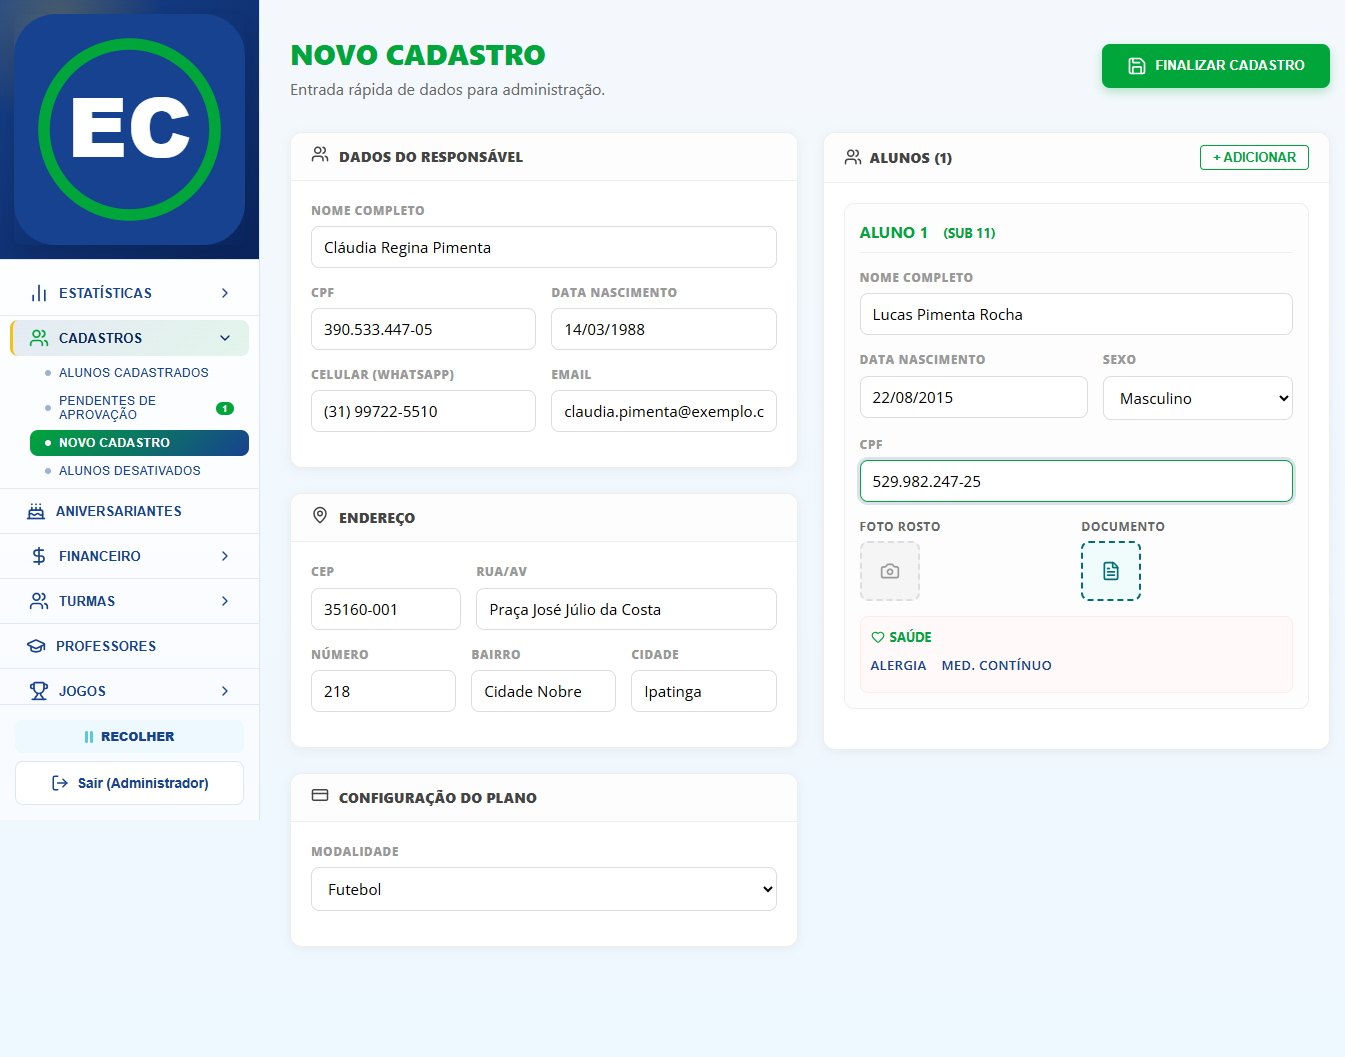 EC
ESTATÍSTICAS
CADASTROS
ALUNOS CADASTRADOS
PENDENTES DE
APROVAÇÃO
1
NOVO CADASTRO
ALUNOS DESATIVADOS
ANIVERSARIANTES
FINANCEIRO
TURMAS
PROFESSORES
JOGOS
RECOLHER
Sair (Administrador)
NOVO CADASTRO
Entrada rápida de dados para administração.
FINALIZAR CADASTRO
DADOS DO RESPONSÁVEL
NOME COMPLETO
Cláudia Regina Pimenta
CPF DATA NASCIMENTO
390.533.447-05 14/03/1988
CELULAR (WHATSAPP) EMAIL
(31) 99722-5510 claudia.pimenta@exemplo.c
ENDEREÇO
CEP RUA/AV
35160-001 Praça José Júlio da Costa
NÚMERO BAIRRO CIDADE
218 Cidade Nobre Ipatinga
CONFIGURAÇÃO DO PLANO
MODALIDADE
Futebol
ALUNOS (1)
+ ADICIONAR
ALUNO 1 (SUB 11)
NOME COMPLETO
Lucas Pimenta Rocha
DATA NASCIMENTO SEXO
22/08/2015 Masculino
CPF
529.982.247-25
FOTO ROSTO DOCUMENTO
SAÚDE
ALERGIA MED. CONTÍNUO